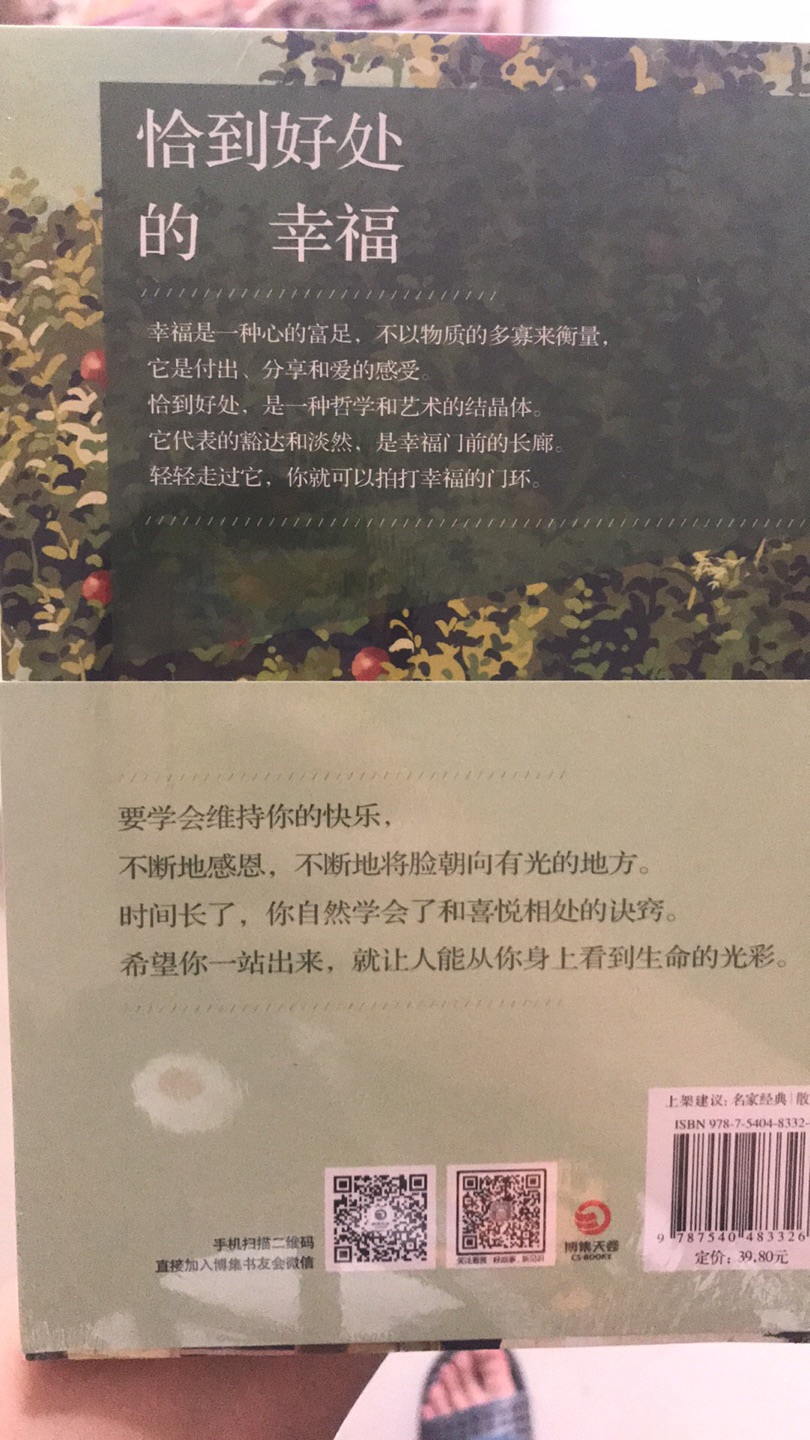 恰到好处
的 幸福
幸福是一种心的富足，不以物质的多寡来衡量，
它是付出、分享和爱的感受。
恰到好处，是一种哲学和艺术的结晶体。
它代表的豁达和淡然，是幸福门前的长廊。
轻轻走过它，你就可以拍打幸福的门环。
要学会维持你的快乐，
不断地感恩，不断地将脸朝向有光的地方。
时间长了，你自然学会了和喜悦相处的诀窍。
希望你一站出来，就让人能从你身上看到生命的光彩。
上架建议：名家经典|散
ISBN 978-7-5404-8332-
9 787540 483326
定价：39.80元
手机扫描二维码
直接加入博集书友会微信
博集天卷
CS-BOOKY